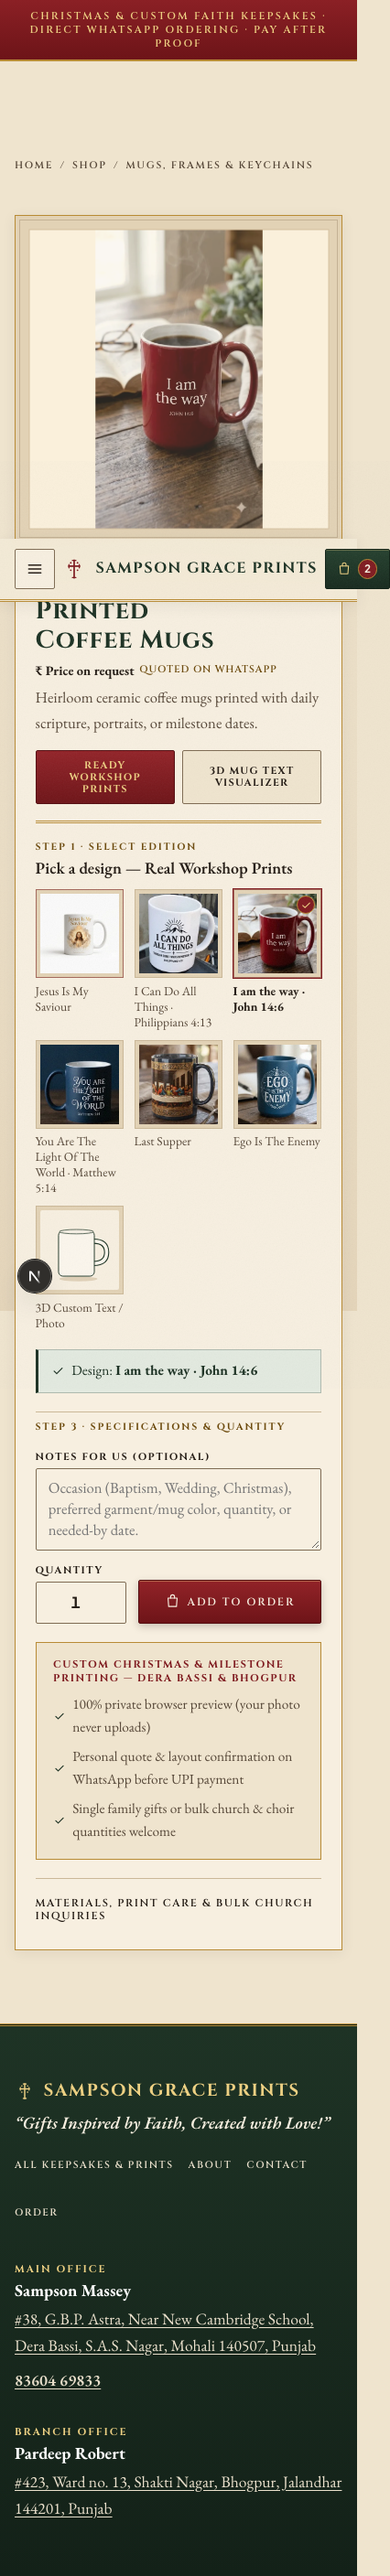 CHRISTMAS & CUSTOM FAITH KEEPSAKES ·
DIRECT WHATSAPP ORDERING · PAY AFTER
PROOF
HOME / SHOP / MUGS, FRAMES & KEYCHAINS
I am
the way
JOHN 14:6
SAMPSON GRACE PRINTS
2
PRINTED
COFFEE MUGS
₹ Price on request QUOTED ON WHATSAPP
Heirloom ceramic coffee mugs printed with daily
scripture, portraits, or milestone dates.
READY
WORKSHOP
PRINTS
3D MUG TEXT
VISUALIZER
STEP 1 · SELECT EDITION
Pick a design — Real Workshop Prints
I CAN DO
ALL THINGS
I am
the way
Jesus Is My
Saviour
I Can Do All
Things ·
Philippians 4:13
I am the way ·
John 14:6
YOU ARE
THE LIGHT
OF THE
WORLD
EGO
IS THE
ENEMY
You Are The
Light Of The
World · Matthew
5:14
Last Supper
Ego Is The Enemy
N
3D Custom Text /
Photo
Design: I am the way · John 14:6
STEP 3 · SPECIFICATIONS & QUANTITY
NOTES FOR US (OPTIONAL)
Occasion (Baptism, Wedding, Christmas),
preferred garment/mug color, quantity, or
needed-by date.
QUANTITY
1
ADD TO ORDER
CUSTOM CHRISTMAS & MILESTONE
PRINTING — DERA BASSI & BHOGPUR
100% private browser preview (your photo
never uploads)
Personal quote & layout confirmation on
WhatsApp before UPI payment
Single family gifts or bulk church & choir
quantities welcome
MATERIALS, PRINT CARE & BULK CHURCH
INQUIRIES
SAMPSON GRACE PRINTS
“Gifts Inspired by Faith, Created with Love!”
ALL KEEPSAKES & PRINTS ABOUT CONTACT
ORDER
MAIN OFFICE
Sampson Massey
#38, G.B.P. Astra, Near New Cambridge School,
Dera Bassi, S.A.S. Nagar, Mohali 140507, Punjab
83604 69833
BRANCH OFFICE
Pardeep Robert
#423, Ward no. 13, Shakti Nagar, Bhogpur, Jalandhar
144201, Punjab